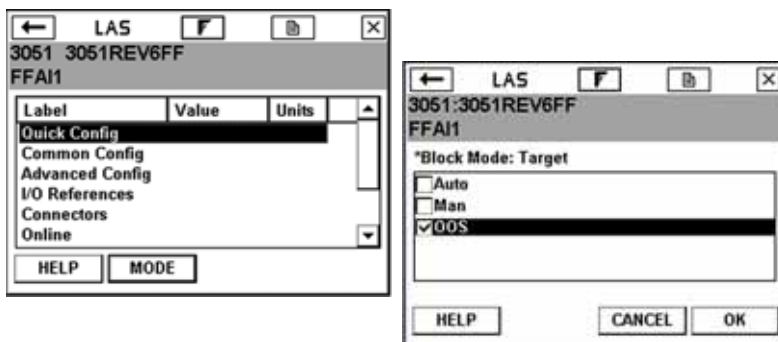 LAS F
3051 3051REV6FF
FFAI1
Label Value Units
Quick Config
Common Config
Advanced Config
I/O References
Connectors
Online
HELP MODE
LAS F
3051:3051REV6FF
FFAI1
*Block Mode: Target
Auto
Man
OOS
HELP CANCEL OK